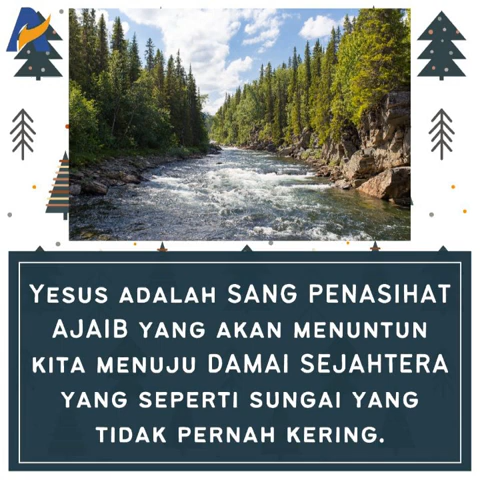 YESUS ADALAH SANG PENASIHAT
AJAIB YANG AKAN MENUNTUN
KITA MENUJU DAMAI SEJAHTERA
YANG SEPERTI SUNGAI YANG
TIDAK PERNAH KERING.